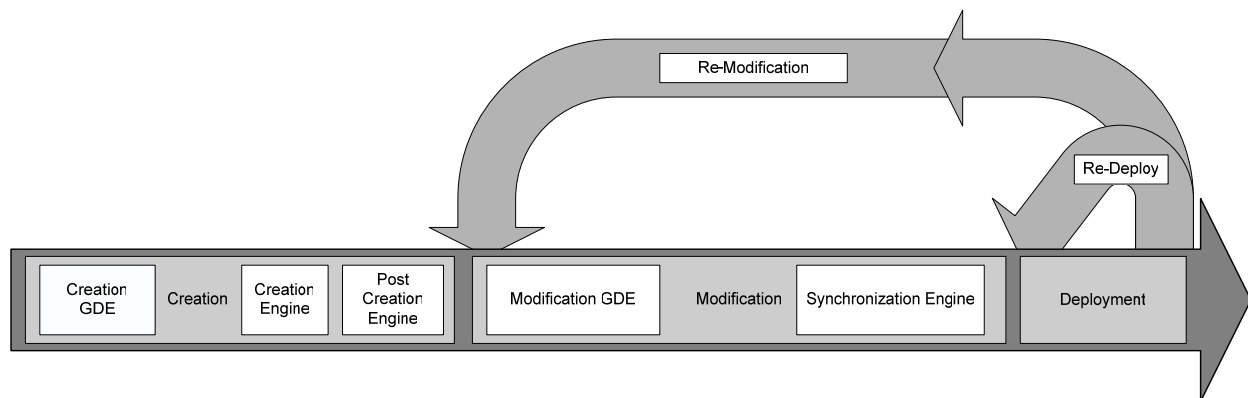 Re-Modification
Re-Deploy
Creation
GDE
Creation
Creation
Engine
Post
Creation
Engine
Modification GDE
Modification
Synchronization Engine
Deployment